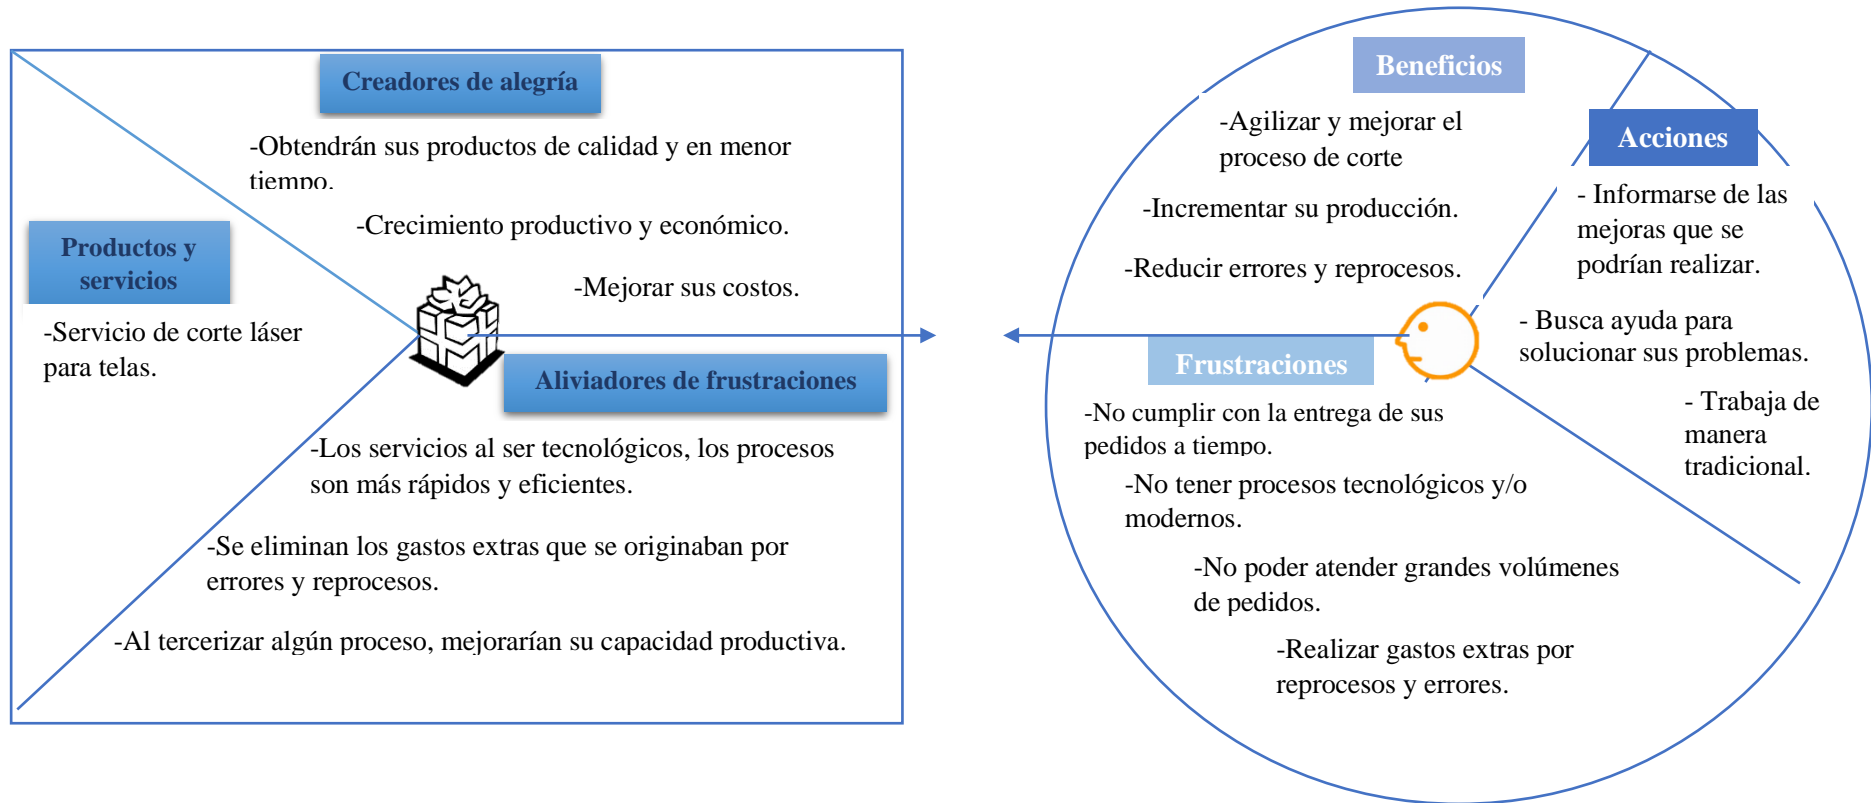 Creadores de alegría
-Obtendrán sus productos de calidad y en menor
tiempo.
-Crecimiento productivo y económico.
-Mejorar sus costos.
Productos y
servicios
-Servicio de corte láser
para telas.
Aliviadores de frustraciones
-Los servicios al ser tecnológicos, los procesos
son más rápidos y eficientes.
-Se eliminan los gastos extras que se originaban por
errores y reprocesos.
-Al tercerizar algún proceso, mejorarían su capacidad productiva.
Beneficios
-Agilizar y mejorar el
proceso de corte
-Incrementar su producción.
-Reducir errores y reprocesos.
Acciones
- Informarse de las
mejoras que se
podrían realizar.
- Busca ayuda para
solucionar sus problemas.
- Trabaja de
manera
tradicional.
Frustraciones
-No cumplir con la entrega de sus
pedidos a tiempo.
-No tener procesos tecnológicos y/o
modernos.
-No poder atender grandes volúmenes
de pedidos.
-Realizar gastos extras por
reprocesos y errores.